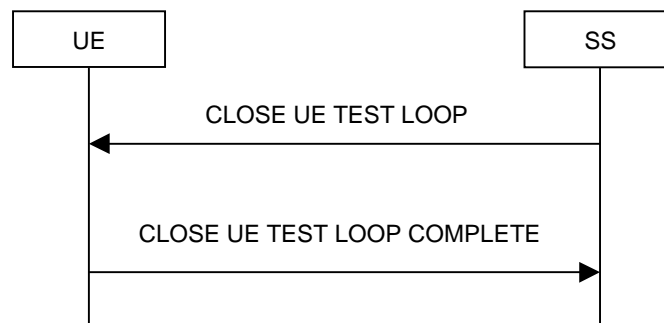 UE
SS
CLOSE UE TEST LOOP
CLOSE UE TEST LOOP COMPLETE